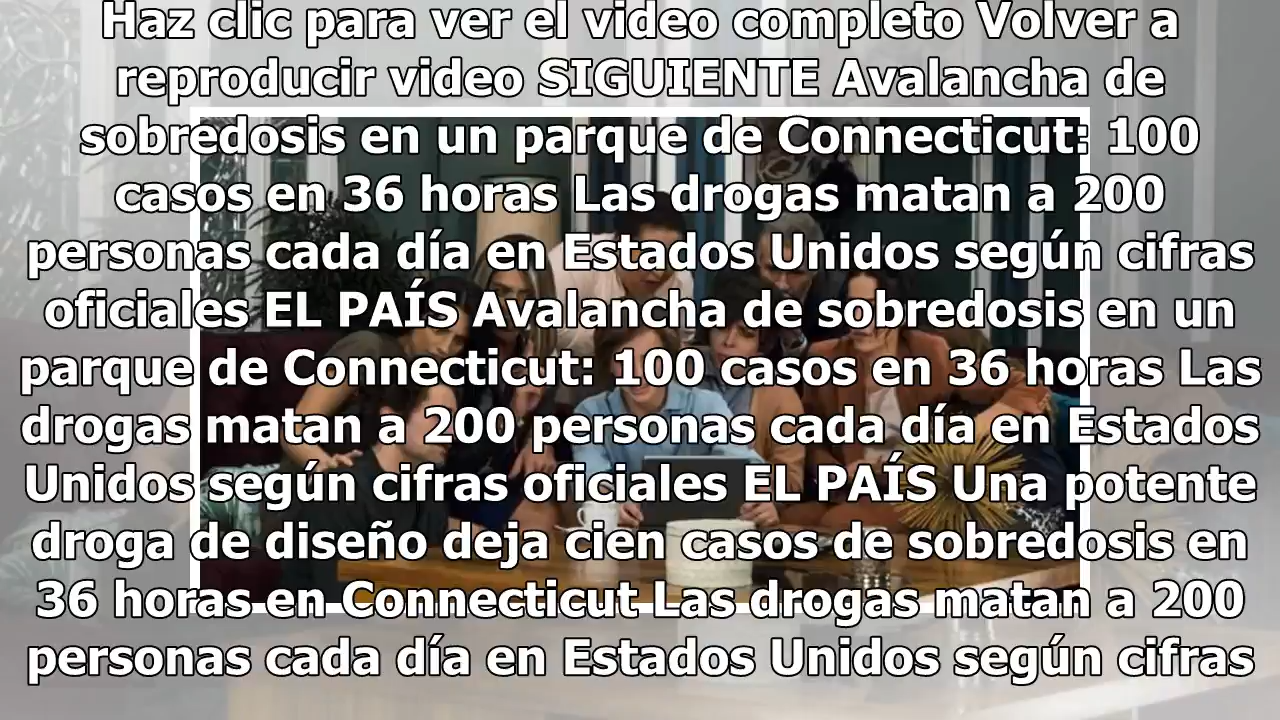 Haz clic para ver el video completo Volver a
reproducir video SIGUIENTE Avalancha de
sobredosis en un parque de Connecticut: 100
casos en 36 horas Las drogas matan a 200
personas cada día en Estados Unidos según cifras
oficiales EL PAÍS Avalancha de sobredosis en un
parque de Connecticut: 100 casos en 36 horas Las
drogas matan a 200 personas cada día en Estados
Unidos según cifras oficiales EL PAÍS Una potente
droga de diseño deja cien casos de sobredosis en
36 horas en Connecticut Las drogas matan a 200
personas cada día en Estados Unidos según cifras